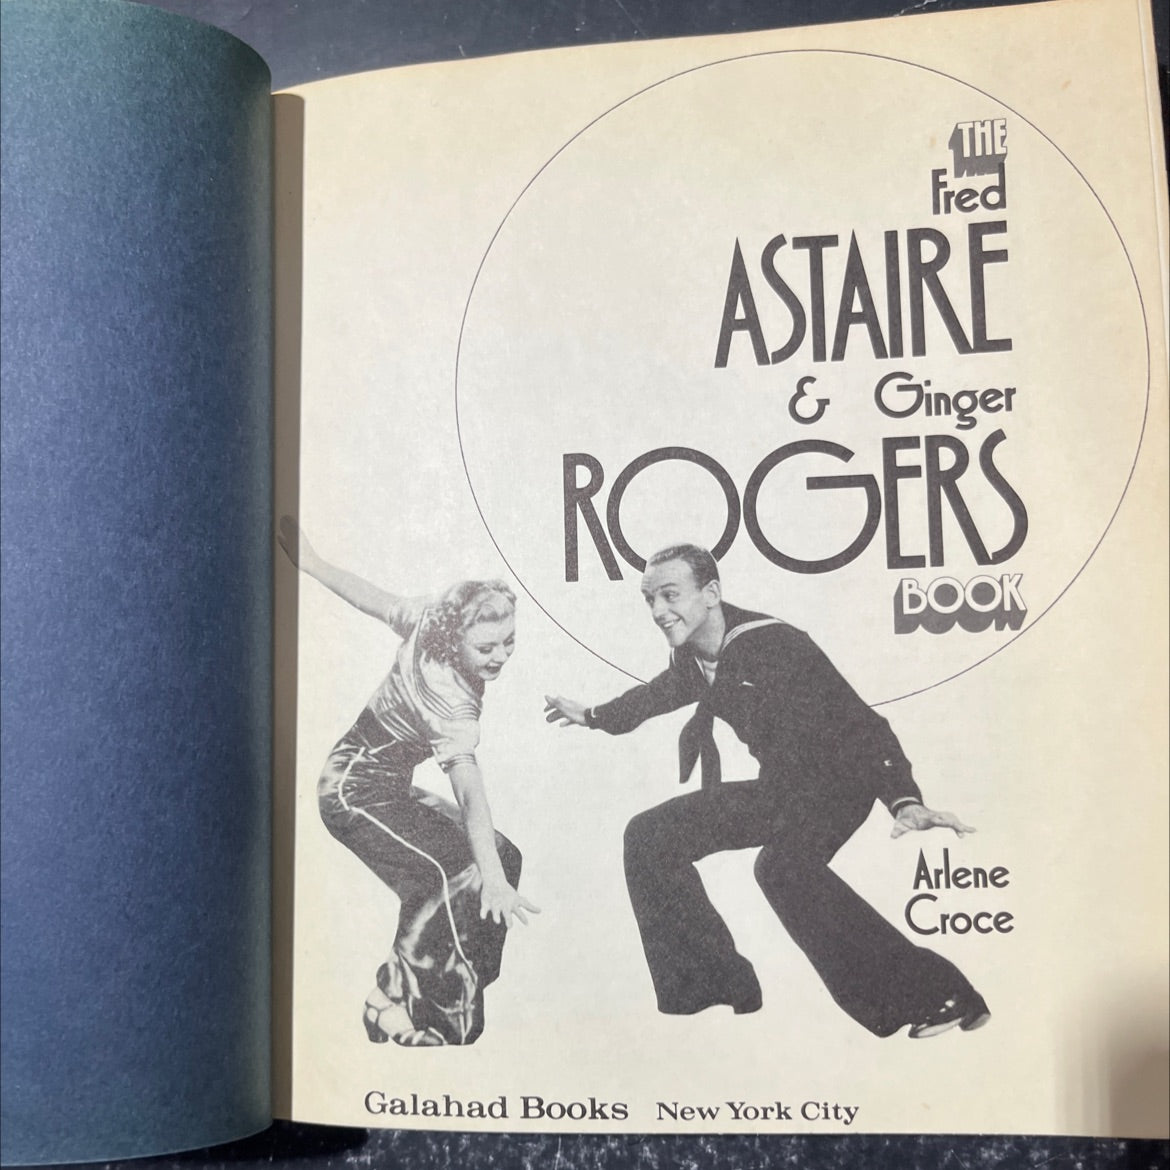 THE
Fred
ASTAIRE
& Ginger
ROGERS
BOOK
Arlene
Croce
Galahad Books New York City